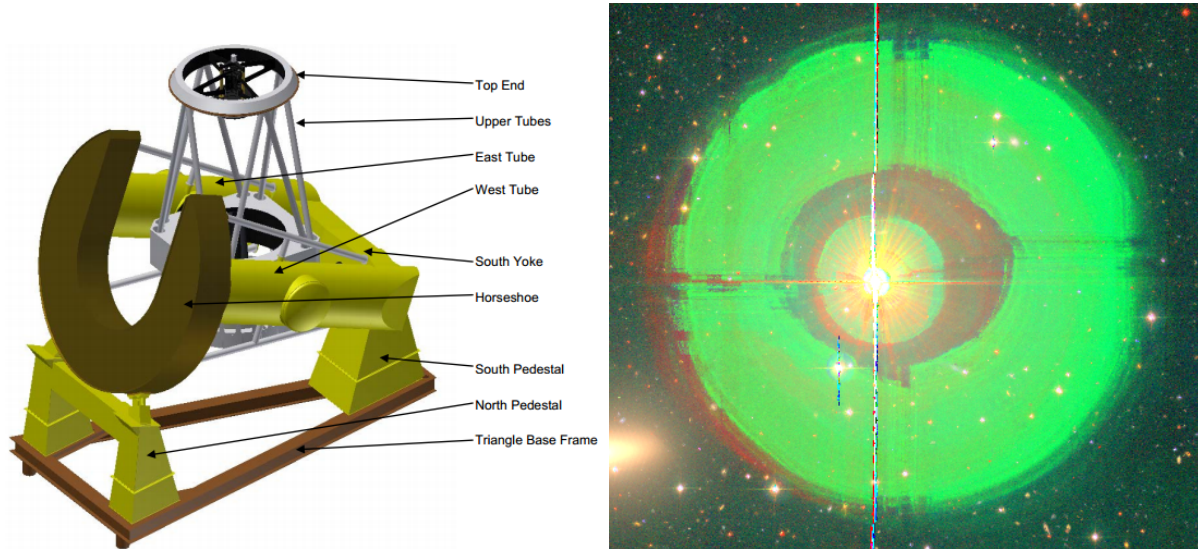 Top End
Upper Tubes
East Tube
West Tube
South Yoke
Horseshoe
South Pedestal
North Pedestal
Triangle Base Frame